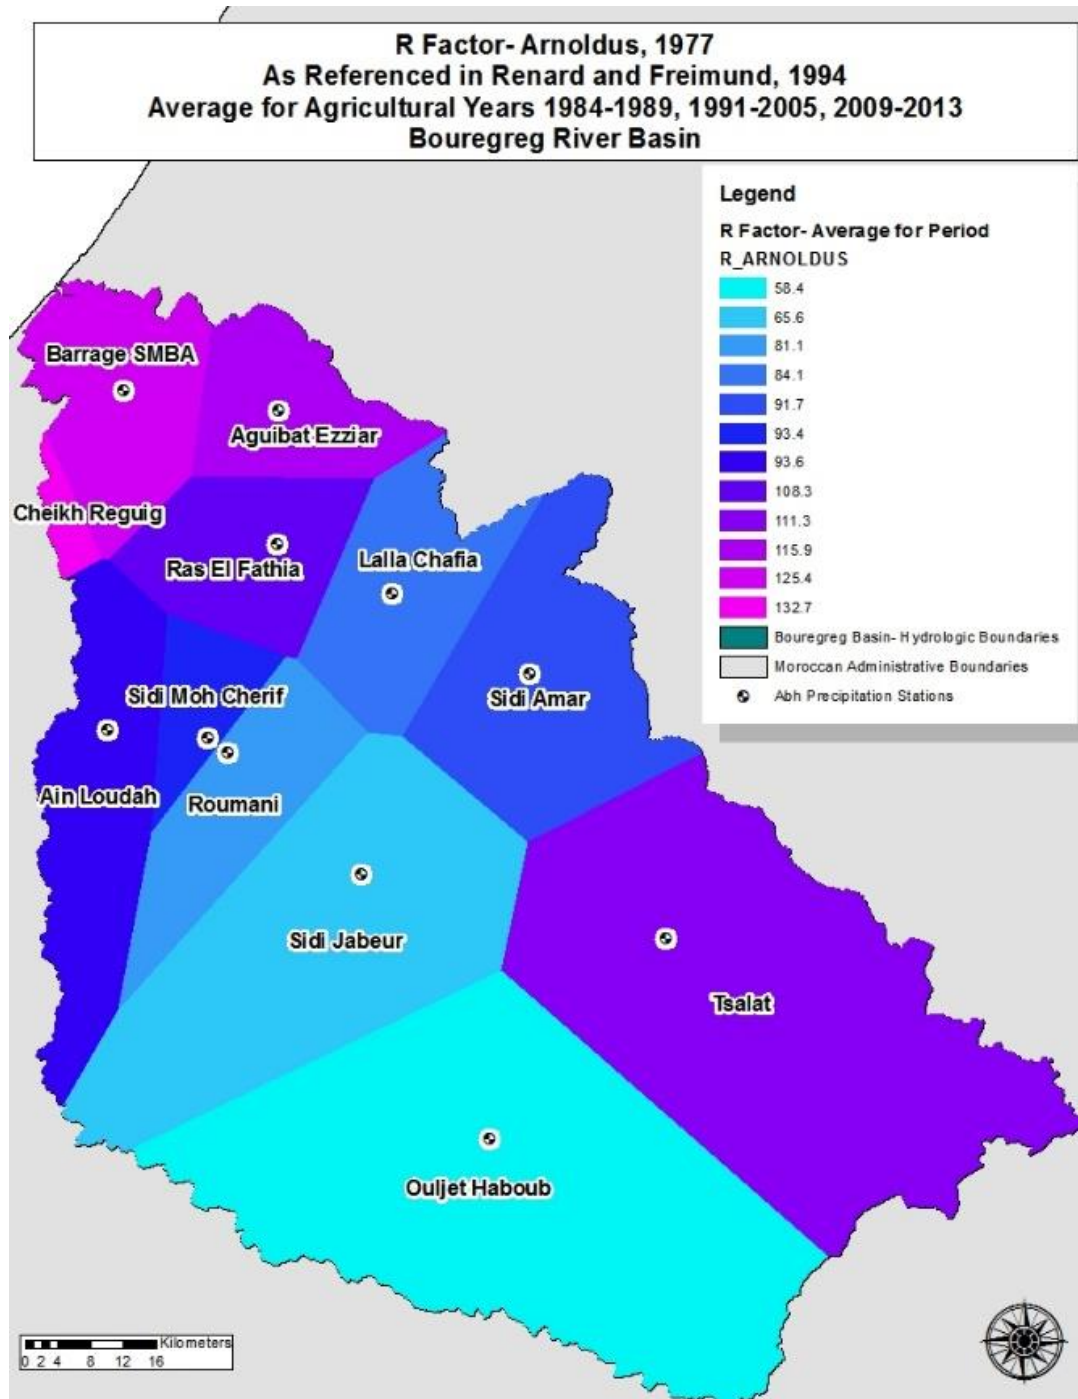 R Factor- Arnoldus, 1977
As Referenced in Renard and Freimund, 1994
Average for Agricultural Years 1984-1989, 1991-2005, 2009-2013
Bouregreg River Basin
Legend
R Factor- Average for Period
R_ARNOLDUS
58.4
65.6
81.1
84.1
91.7
93.4
93.6
108.3
111.3
115.9
125.4
132.7
Bouregreg Basin- Hydrologic Boundaries
Moroccan Administrative Boundaries
Abh Precipitation Stations
Barrage SMBA
Aguibat Ezziar
Cheikh Reguig
Ras El Fathia
Lalla Chafia
Sidi Moh Cherif
Sidi Amar
Ain Loudah
Roumani
Sidi Jabeur
Tsalat
Ouljet Haboub
Kilometers
0 2 4 8 12 16